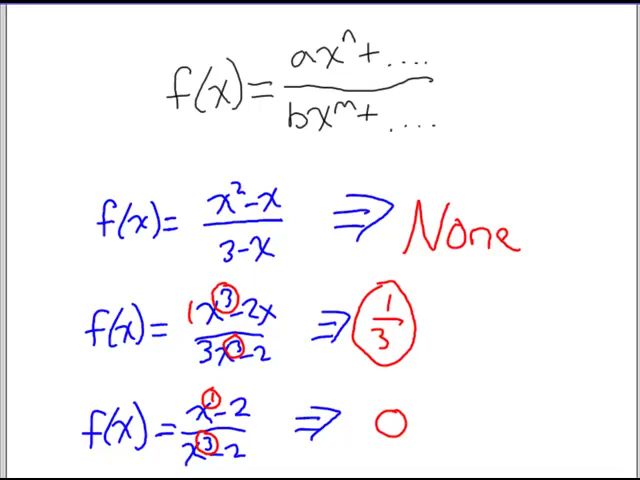 f(x) = (ax^n + ....)/(bx^m + ....)
f(x) = (x^2 - x)/(3 - x) ⇒ None
f(x) = (1x^3 - 2x)/(3x^3 - 2) ⇒ 1/3
f(x) = (x^1 - 2)/(x^3 - 2) ⇒ 0